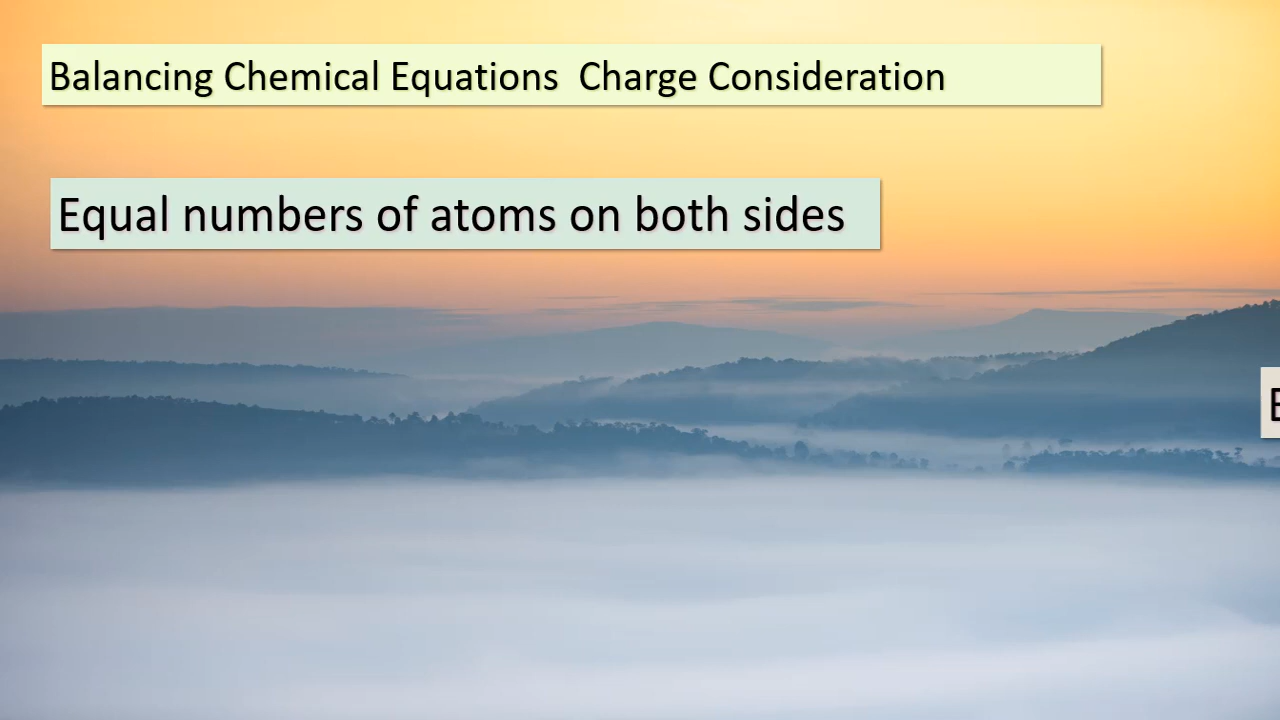 Balancing Chemical Equations  Charge Consideration
Equal numbers of atoms on both sides